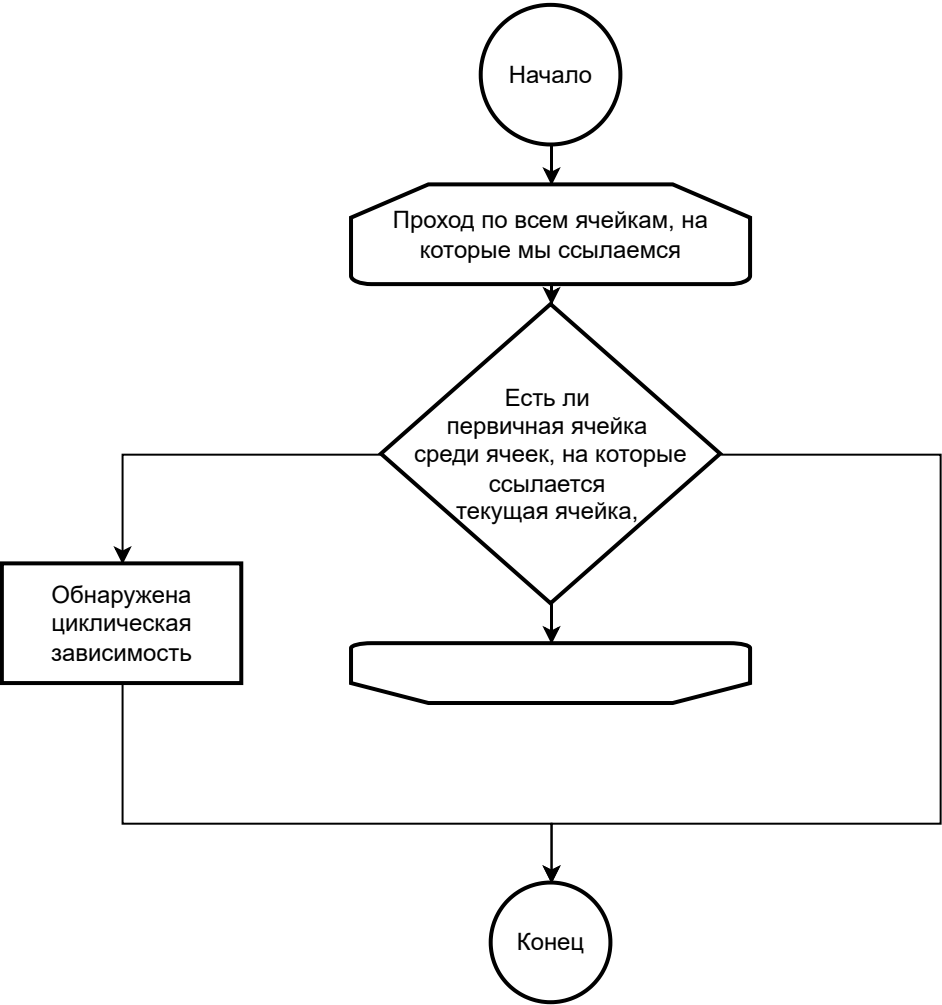 Начало
Проход по всем ячейкам, на
которые мы ссылаемся
Есть ли
первичная ячейка
среди ячеек, на которые
ссылается
текущая ячейка,
Обнаружена
циклическая
зависимость
Конец